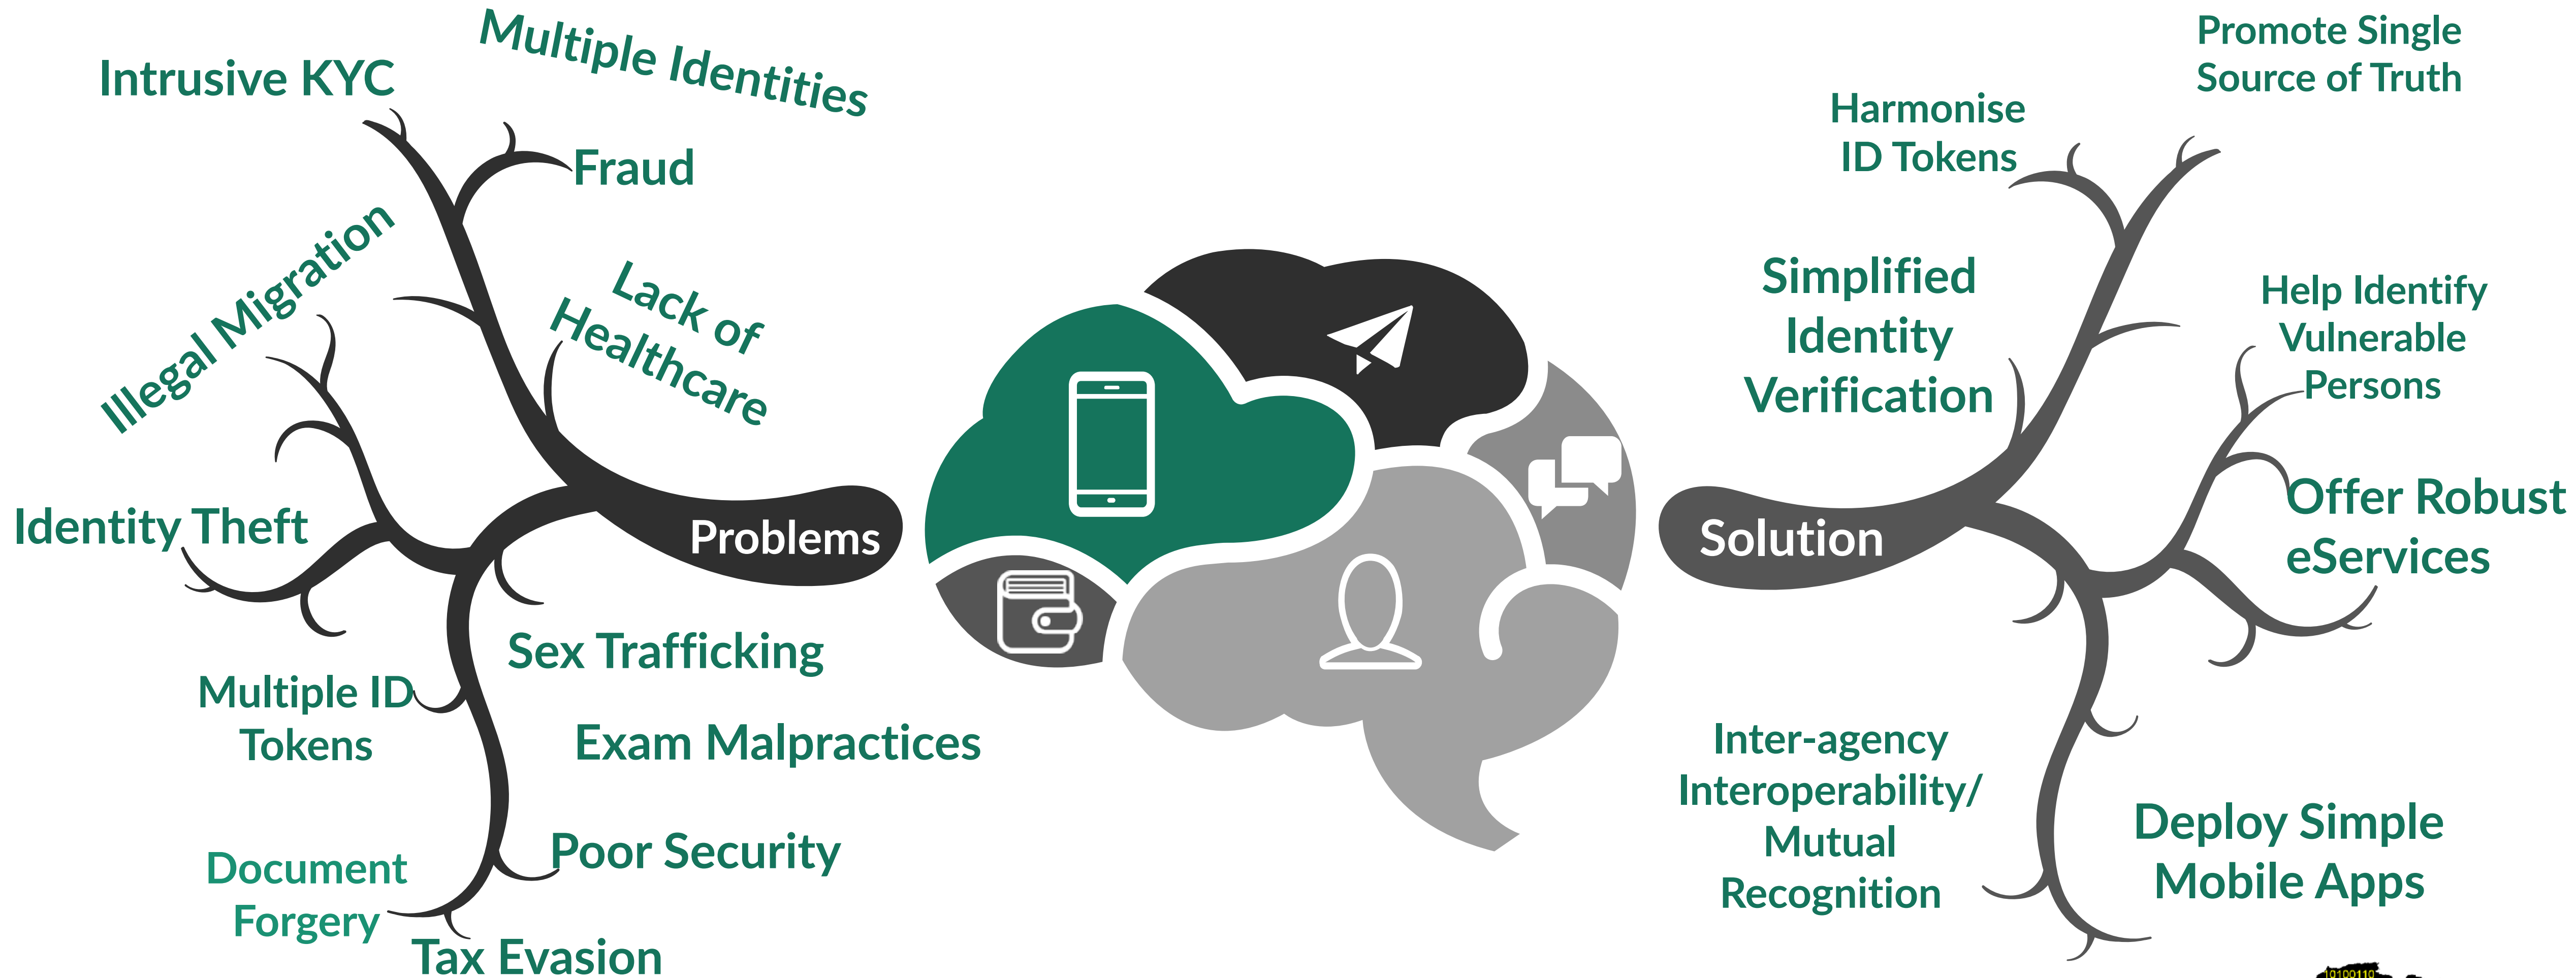 Intrusive KYC
Multiple Identities
Fraud
Illegal Migration
Lack of
Healthcare
Identity Theft
Problems
Sex Trafficking
Multiple ID
Tokens
Exam Malpractices
Poor Security
Document
Forgery
Tax Evasion
Promote Single
Source of Truth
Harmonise
ID Tokens
Simplified
Identity
Verification
Help Identify
Vulnerable
Persons
Solution
Offer Robust
eServices
Inter-agency
Interoperability/
Mutual
Recognition
Deploy Simple
Mobile Apps
10100110